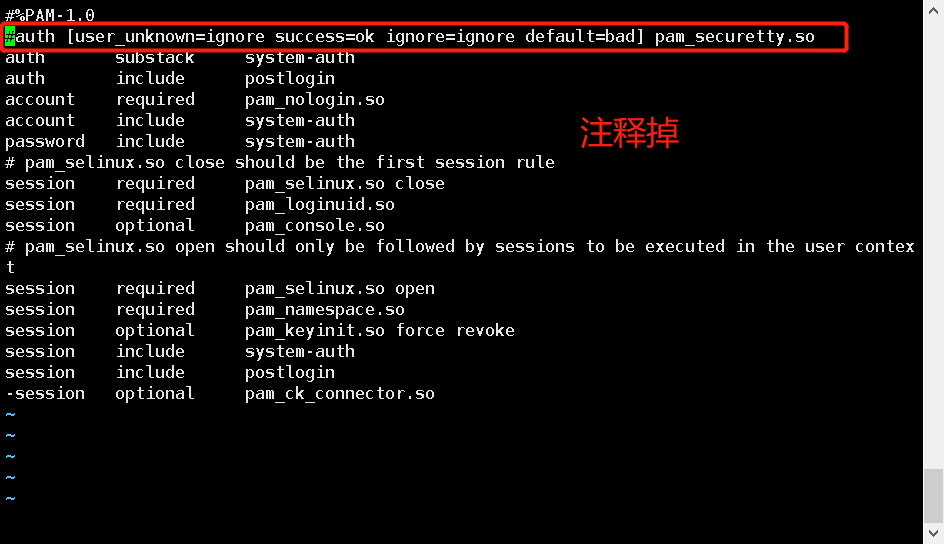 #%PAM-1.0
#auth [user_unknown=ignore success=ok ignore=ignore default=bad] pam_securetty.so
auth       substack     system-auth
auth       include      postlogin
account    required     pam_nologin.so
account    include      system-auth
password   include      system-auth
注释掉
# pam_selinux.so close should be the first session rule
session    required     pam_selinux.so close
session    required     pam_loginuid.so
session    optional     pam_console.so
# pam_selinux.so open should only be followed by sessions to be executed in the user contex
t
session    required     pam_selinux.so open
session    required     pam_namespace.so
session    optional     pam_keyinit.so force revoke
session    include      system-auth
session    include      postlogin
-session   optional     pam_ck_connector.so
~
~
~
~
~